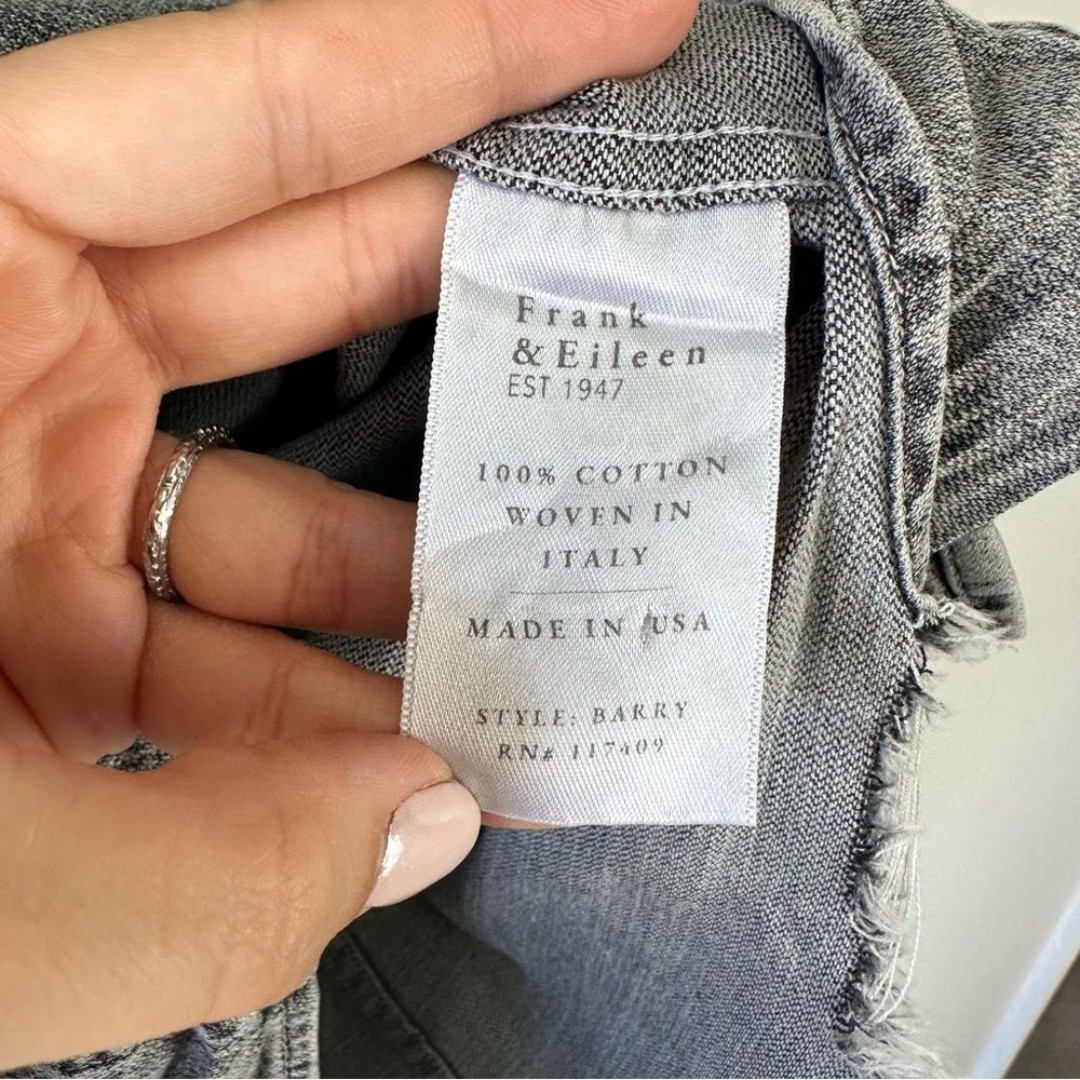 Frank
& Eileen
EST 1947
100% COTTON
WOVEN IN
ITALY
MADE IN USA
STYLE: BARRY
RN# 117409